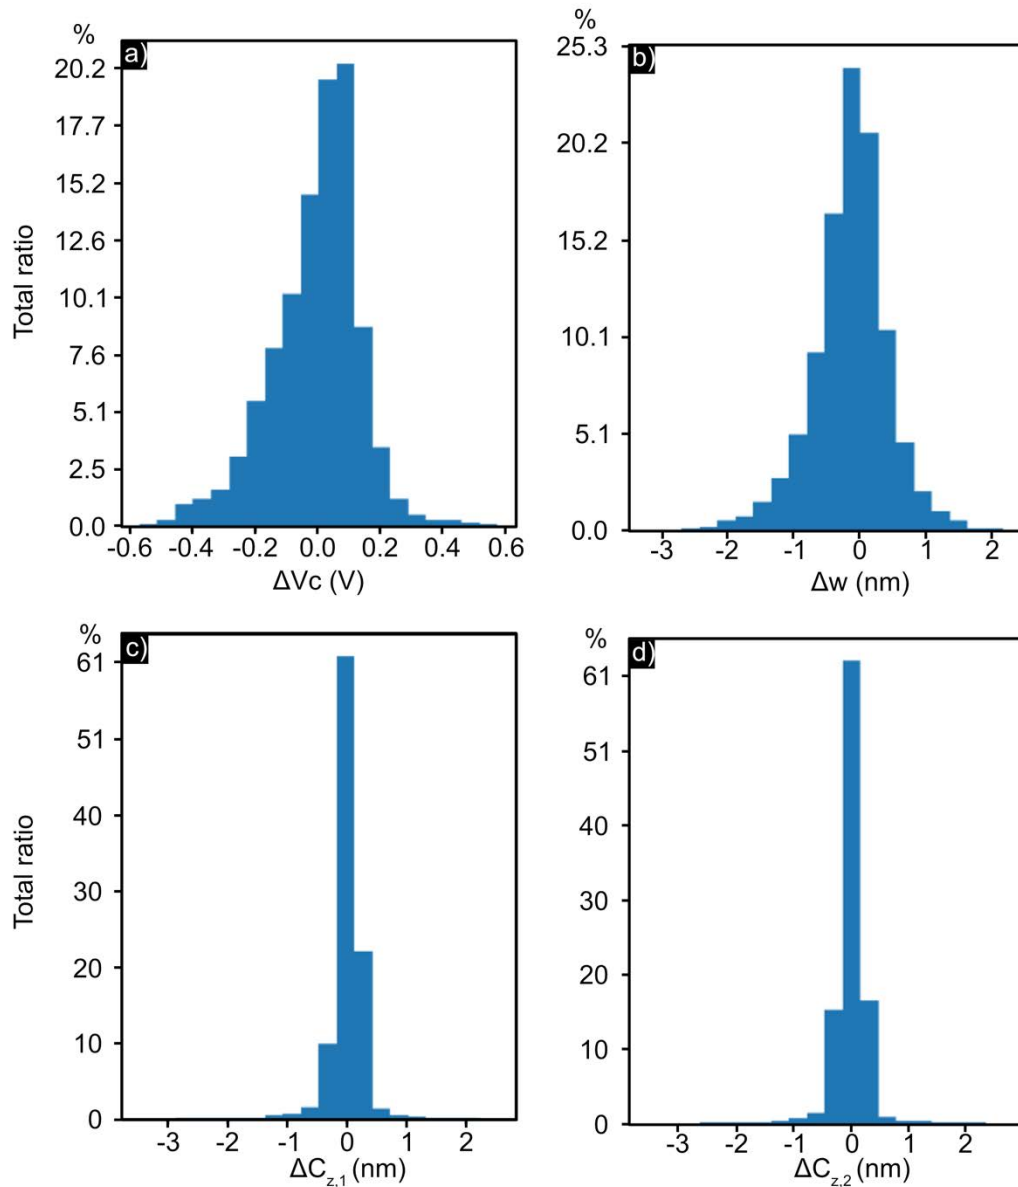 %
a)
20.2
17.7
15.2
12.6
10.1
7.6
5.1
2.5
0.0
Total ratio
-0.6 -0.4 -0.2 0.0 0.2 0.4 0.6
ΔVc (V)
%
b)
25.3
20.2
15.2
10.1
5.1
0.0
-3 -2 -1 0 1 2
Δw (nm)
%
c)
61
51
40
30
20
10
0
Total ratio
-3 -2 -1 0 1 2
ΔC_{z,1} (nm)
%
d)
61
51
40
30
20
10
0
-3 -2 -1 0 1 2
ΔC_{z,2} (nm)